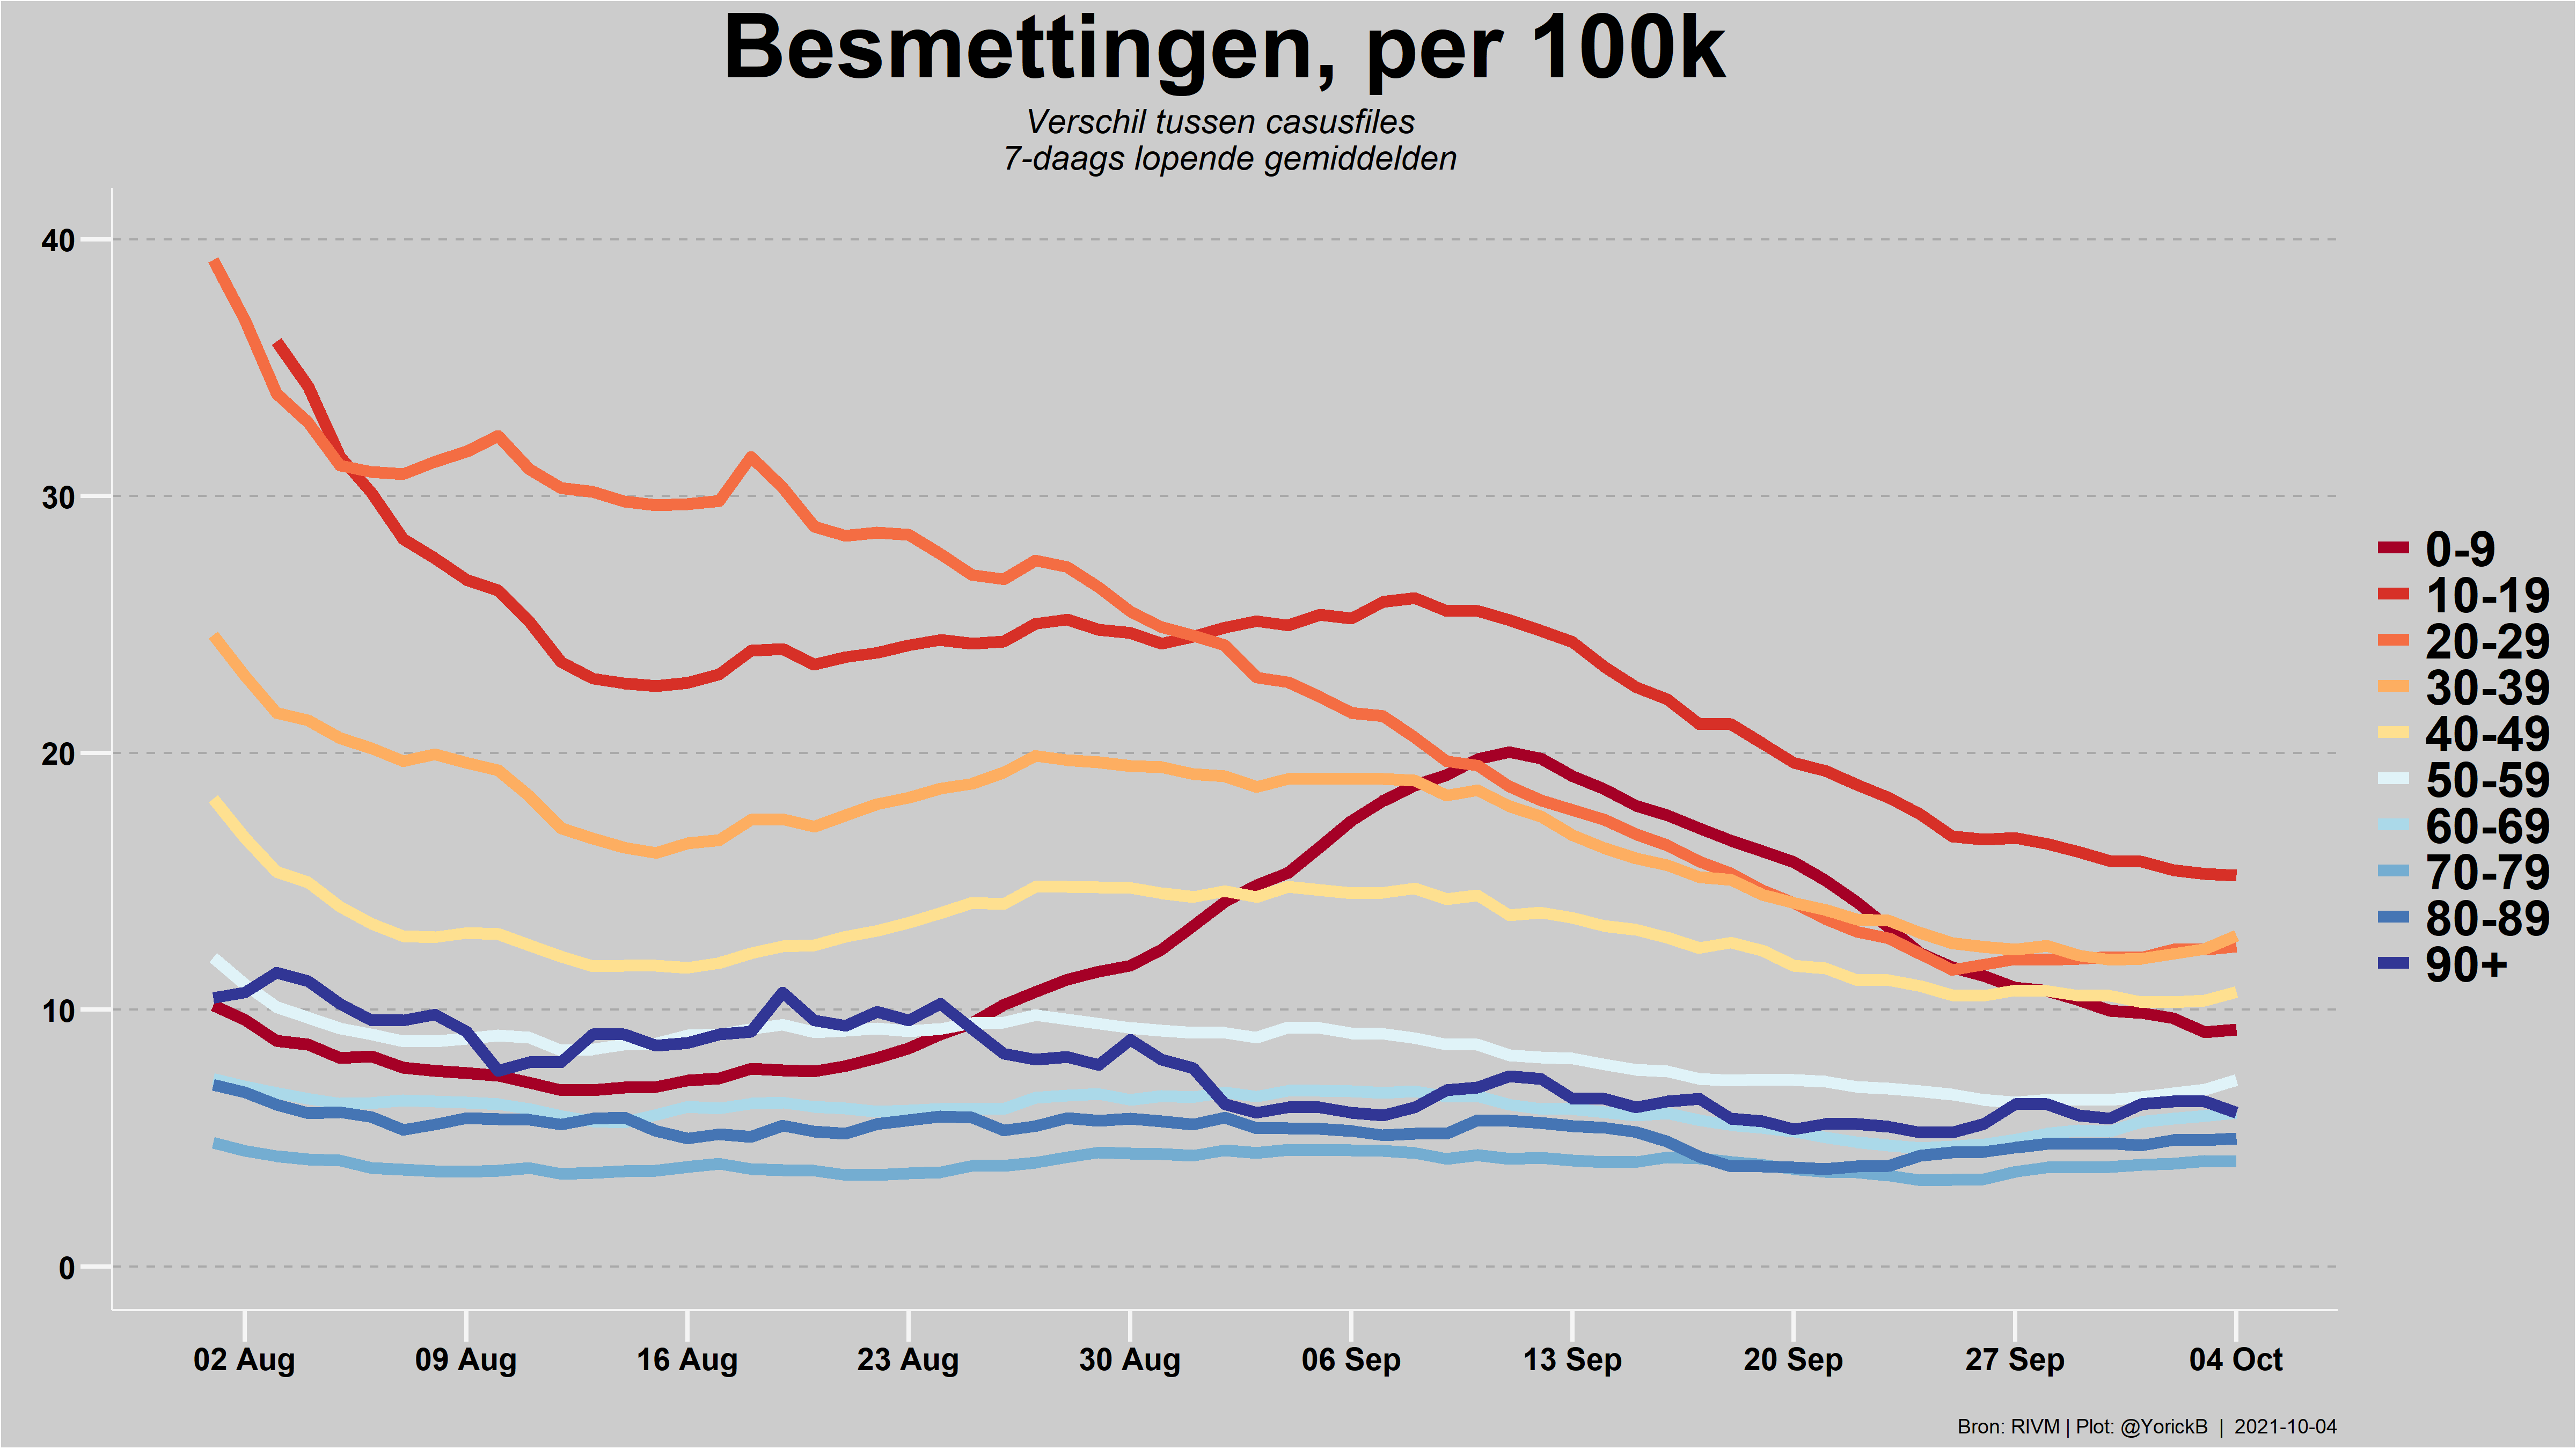 Besmettingen, per 100k
Verschil tussen casusfiles
7-daags lopende gemiddelden
40
30
20
10
0
02 Aug
09 Aug
16 Aug
23 Aug
30 Aug
06 Sep
13 Sep
20 Sep
27 Sep
04 Oct
0-9
10-19
20-29
30-39
40-49
50-59
60-69
70-79
80-89
90+
Bron: RIVM | Plot: @YorickB | 2021-10-04